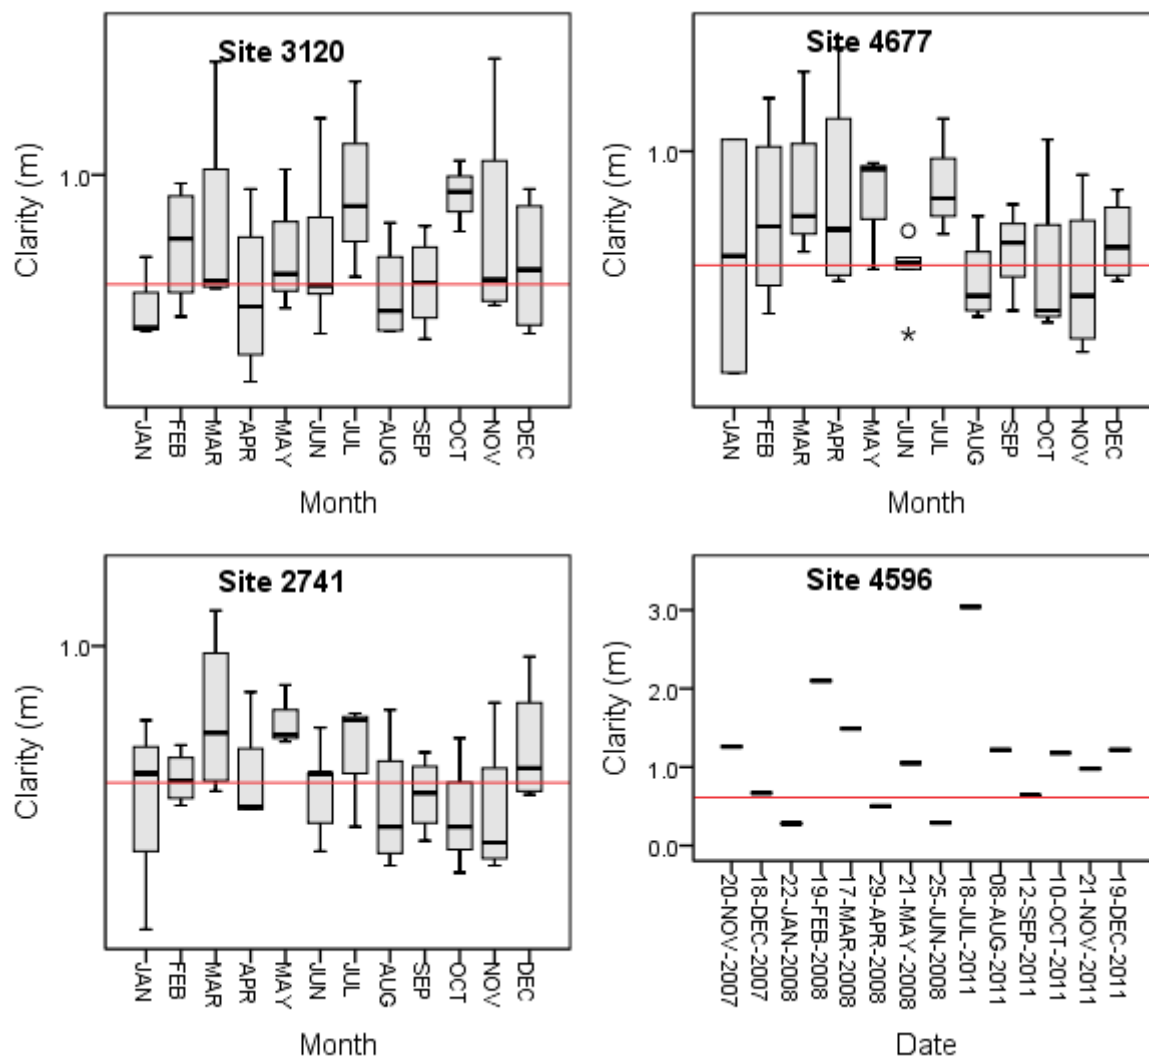 Site 3120
Clarity (m)
1.0
JAN
FEB
MAR
APR
MAY
JUN
JUL
AUG
SEP
OCT
NOV
DEC
Month
Site 4677
Clarity (m)
1.0
JAN
FEB
MAR
APR
MAY
JUN
JUL
AUG
SEP
OCT
NOV
DEC
Month
Site 2741
Clarity (m)
1.0
JAN
FEB
MAR
APR
MAY
JUN
JUL
AUG
SEP
OCT
NOV
DEC
Month
Site 4596
Clarity (m)
3.0
2.0
1.0
0.0
20-NOV-2007
18-DEC-2007
22-JAN-2008
19-FEB-2008
17-MAR-2008
29-APR-2008
21-MAY-2008
25-JUN-2008
18-JUL-2011
08-AUG-2011
12-SEP-2011
10-OCT-2011
21-NOV-2011
19-DEC-2011
Date